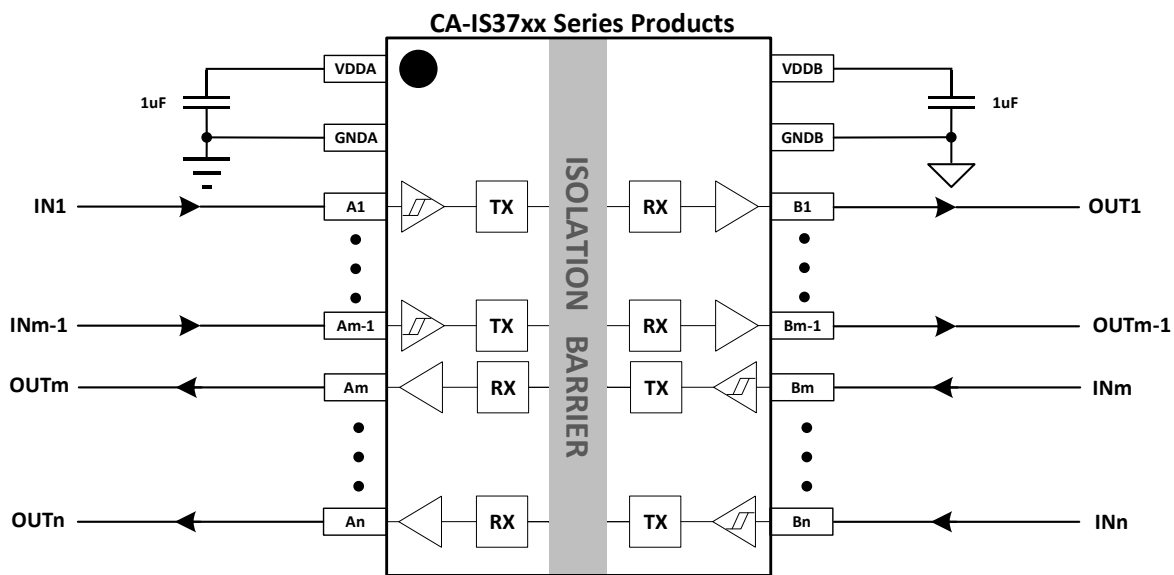 CA-IS37xx Series Products
VDDA
VDDB
1uF
1uF
GNDA
GNDB
ISOLATION BARRIER
IN1
A1
TX
RX
B1
OUT1
INm-1
Am-1
TX
RX
Bm-1
OUTm-1
OUTm
Am
RX
TX
Bm
INm
OUTn
An
RX
TX
Bn
INn